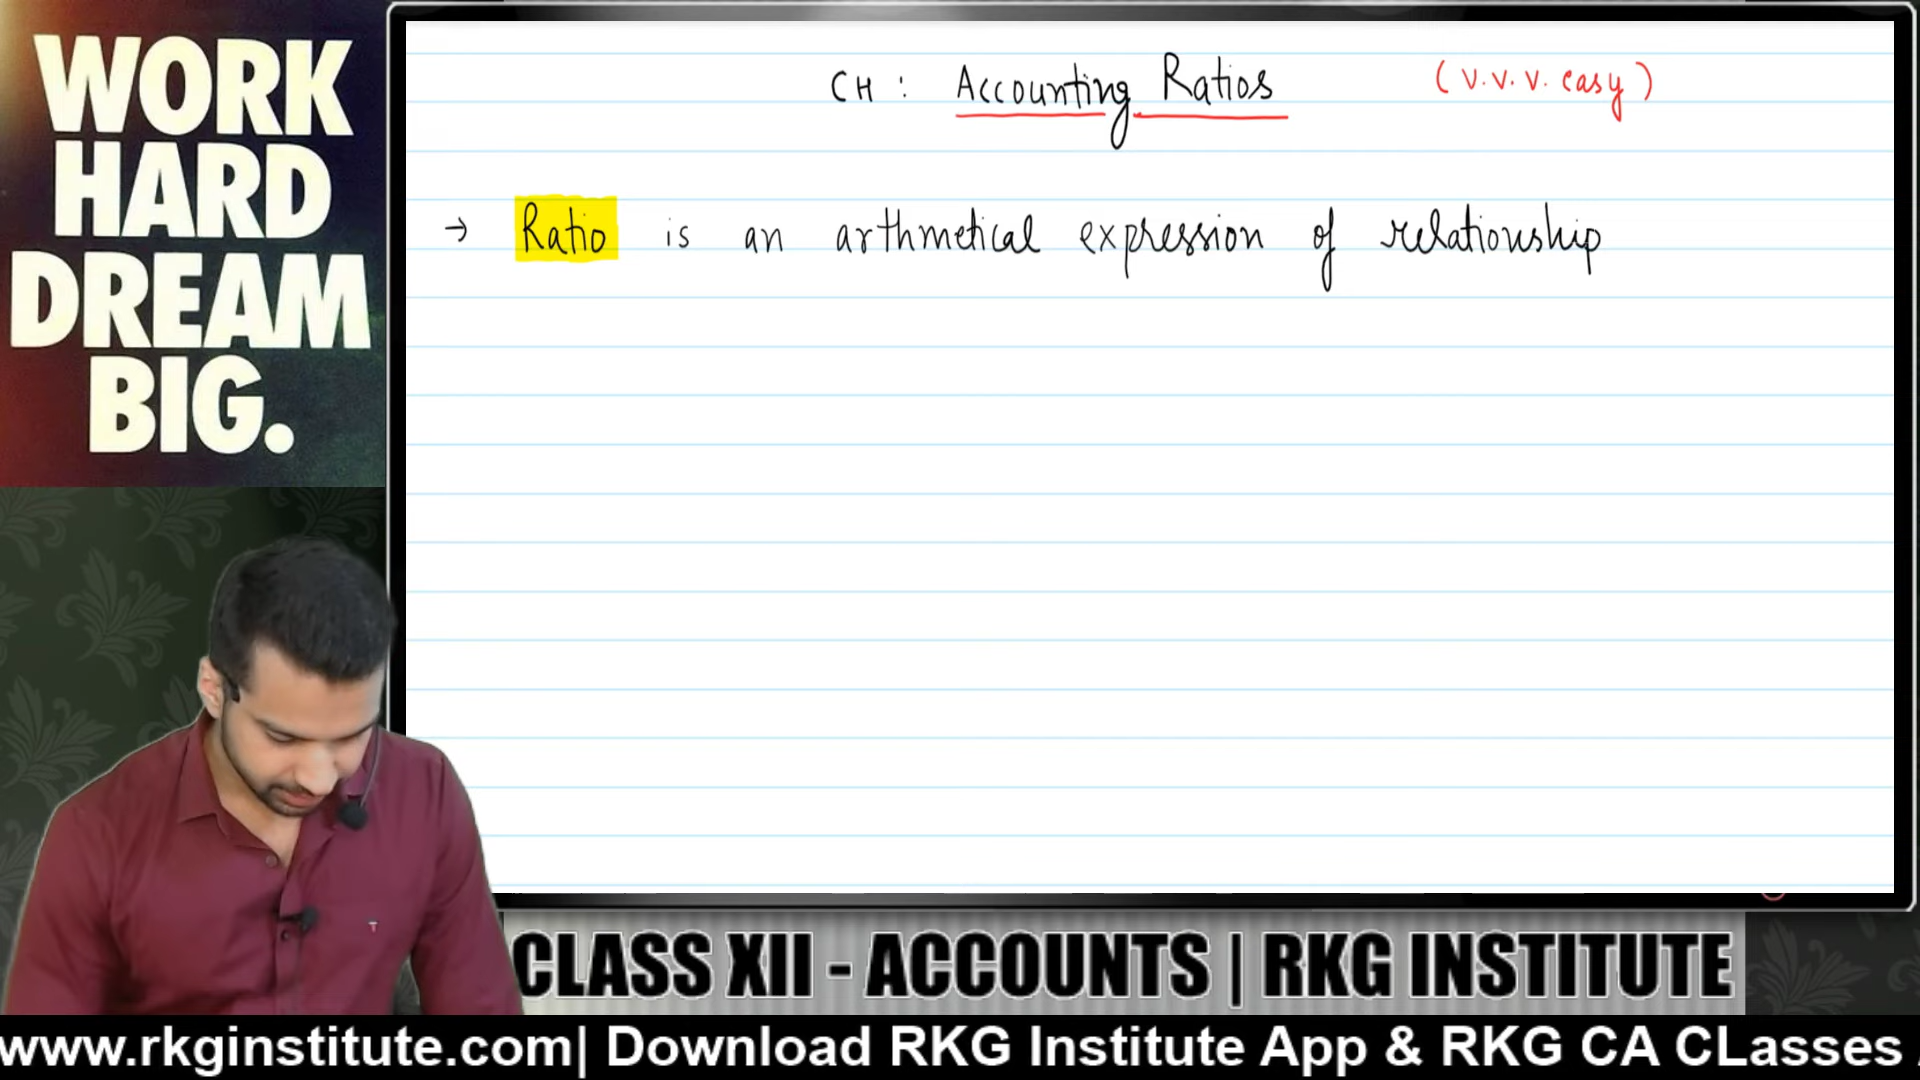 WORK
HARD
DREAM
BIG.
CH : Accounting Ratios (v.v.v. easy)
→ Ratio is an arthmetical expression of relationship
CLASS XII - ACCOUNTS | RKG INSTITUTE
www.rkginstitute.com| Download RKG Institute App & RKG CA CLasses